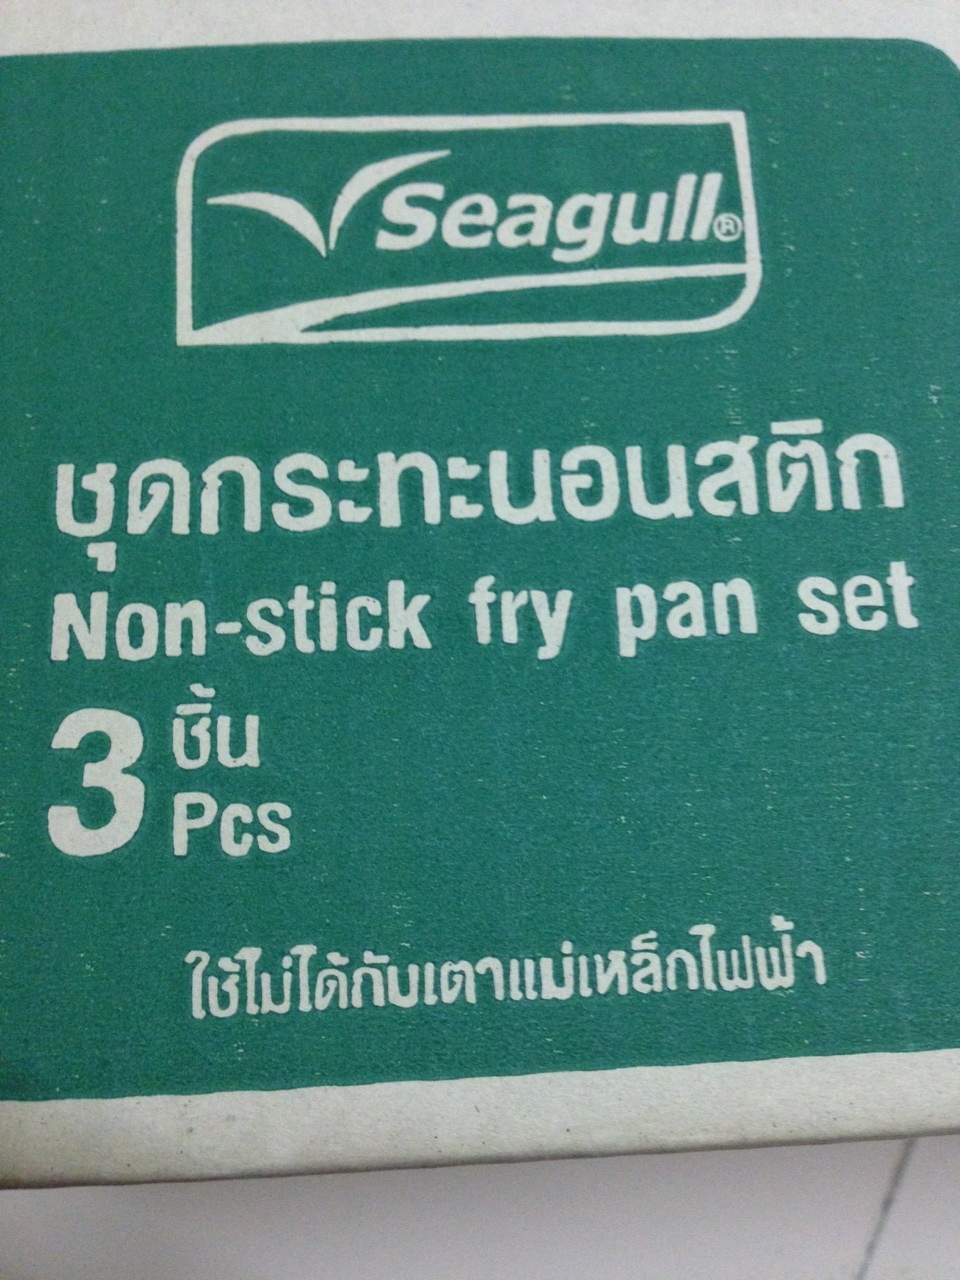 Seagull®
ชุดกระทะนอนสติก
Non-stick fry pan set
3 ชิ้น
Pcs
ใช้ไม่ได้กับเตาแม่เหล็กไฟฟ้า